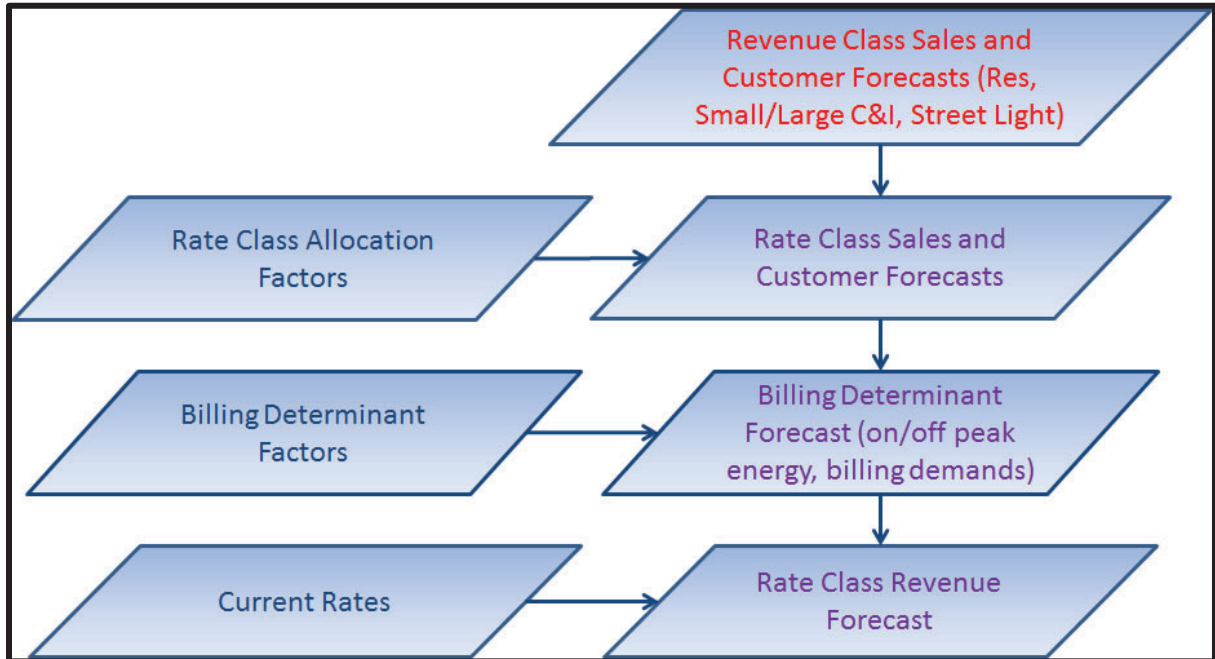 Revenue Class Sales and
Customer Forecasts (Res,
Small/Large C&I, Street Light)
Rate Class Allocation
Factors
Rate Class Sales and
Customer Forecasts
Billing Determinant
Factors
Billing Determinant
Forecast (on/off peak
energy, billing demands)
Current Rates
Rate Class Revenue
Forecast